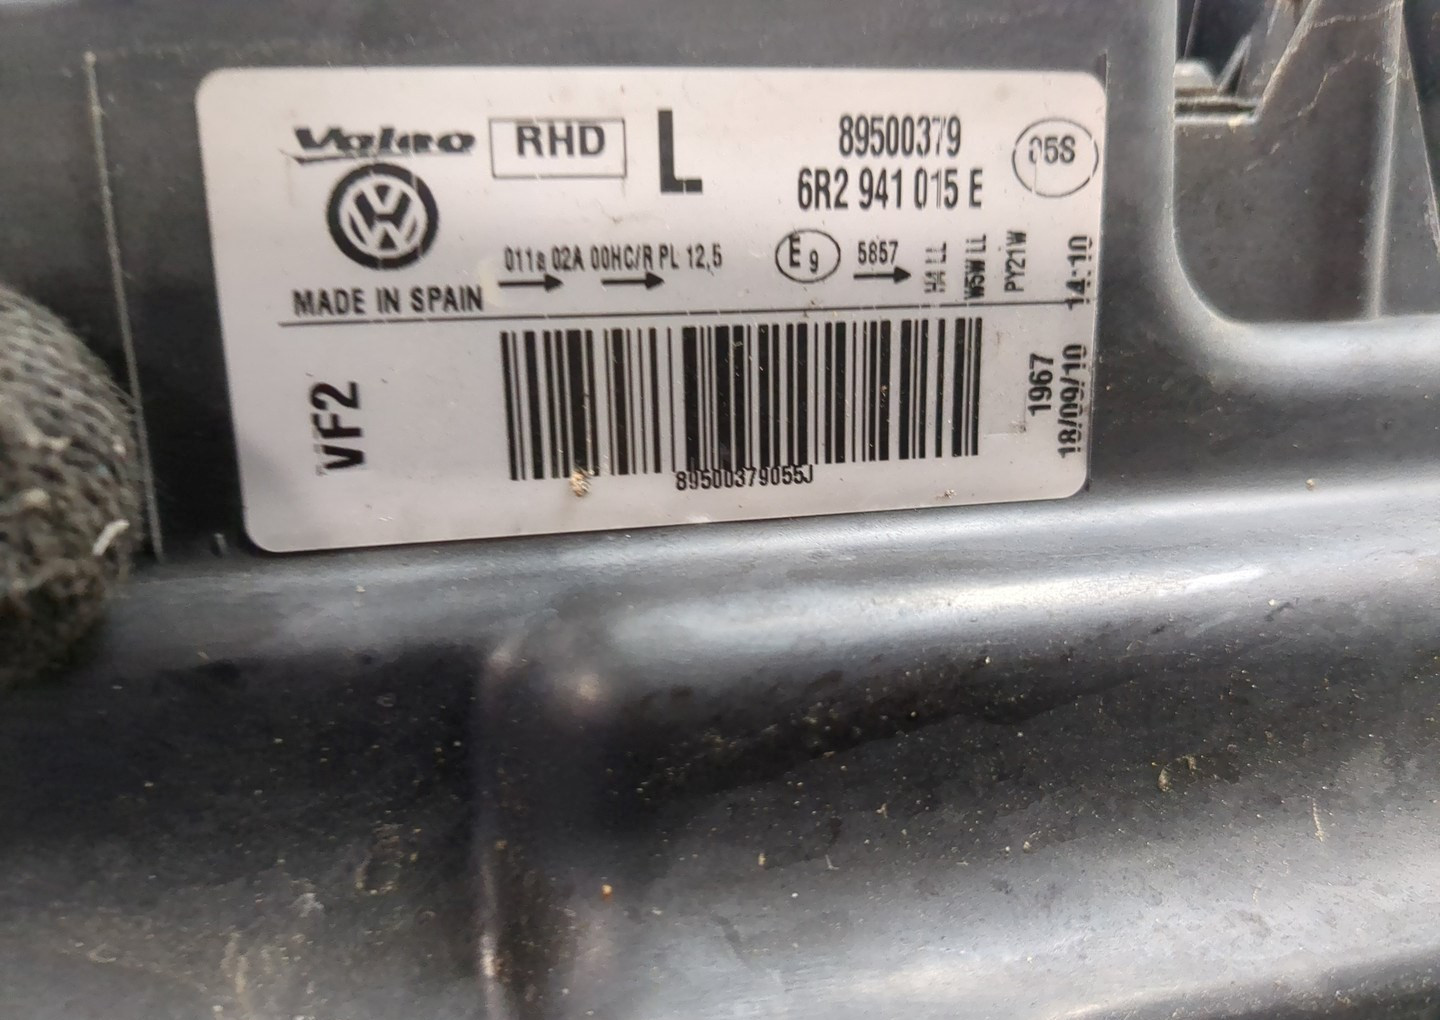 Valeo RHD L 89500379 05S
6R2 941 015 E
011a 02A 00HC/R PL 12,5 E9 5857
H4 LL
W5W LL
PY21W
14:10
MADE IN SPAIN
VF2
89500379055J
1967
18/09/10